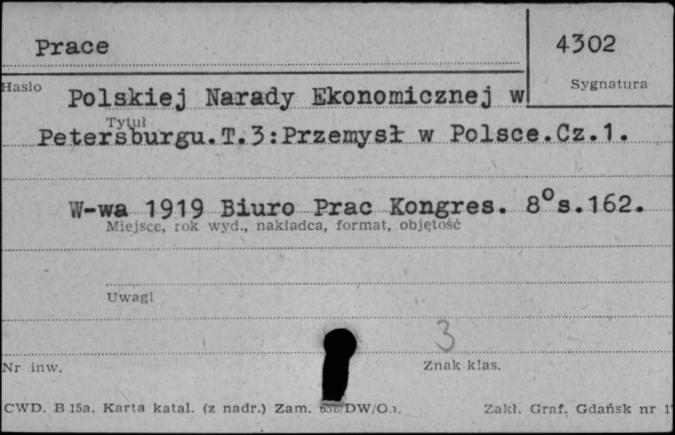 Prace
4302
Hasło
Sygnatura
Polskiej Narady Ekonomicznej w
Tytuł
Petersburgu.T.3:Przemysł w Polsce.Cz.1.
W-wa 1919 Biuro Prac Kongres. 8°s.162.
Miejsce, rok wyd., nakładca, format, objętość
Uwagi
3
Nr inw.
Znak klas.
CWD. B 15a. Karta katal. (z nadr.) Zam.
Zakł. Graf. Gdańsk nr